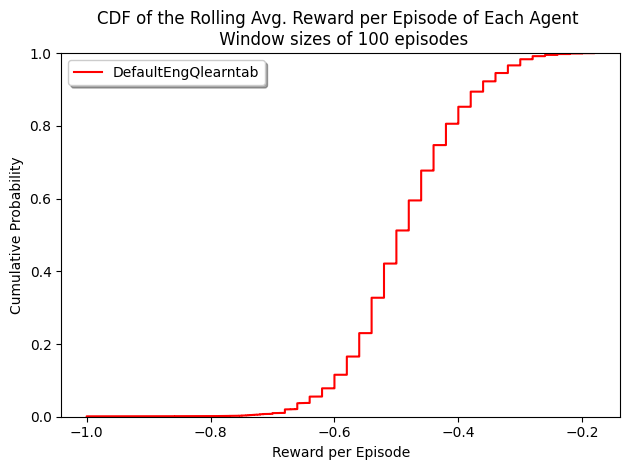 CDF of the Rolling Avg. Reward per Episode of Each Agent
Window sizes of 100 episodes
DefaultEngQlearntab
Cumulative Probability
1.0
0.8
0.6
0.4
0.2
0.0
−1.0
−0.8
−0.6
−0.4
−0.2
Reward per Episode